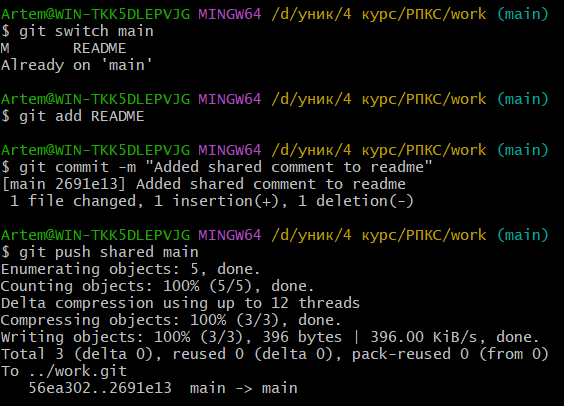 Artem@WIN-TKK5DLEPVJG MINGW64 /d/уник/4 курс/РПКС/work (main)
$ git switch main
M       README
Already on 'main'
Artem@WIN-TKK5DLEPVJG MINGW64 /d/уник/4 курс/РПКС/work (main)
$ git add README
Artem@WIN-TKK5DLEPVJG MINGW64 /d/уник/4 курс/РПКС/work (main)
$ git commit -m "Added shared comment to readme"
[main 2691e13] Added shared comment to readme
 1 file changed, 1 insertion(+), 1 deletion(-)
Artem@WIN-TKK5DLEPVJG MINGW64 /d/уник/4 курс/РПКС/work (main)
$ git push shared main
Enumerating objects: 5, done.
Counting objects: 100% (5/5), done.
Delta compression using up to 12 threads
Compressing objects: 100% (3/3), done.
Writing objects: 100% (3/3), 396 bytes | 396.00 KiB/s, done.
Total 3 (delta 0), reused 0 (delta 0), pack-reused 0 (from 0)
To ../work.git
   56ea302..2691e13  main -> main